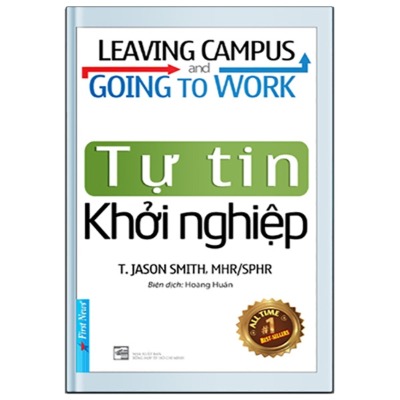 LEAVING CAMPUS
and
GOING TO WORK
Tự tin
Khởi nghiệp
T. JASON SMITH, MHR/SPHR
Biên dịch: Hoàng Huấn
First News
ALL TIME
#1
BEST SELLERS